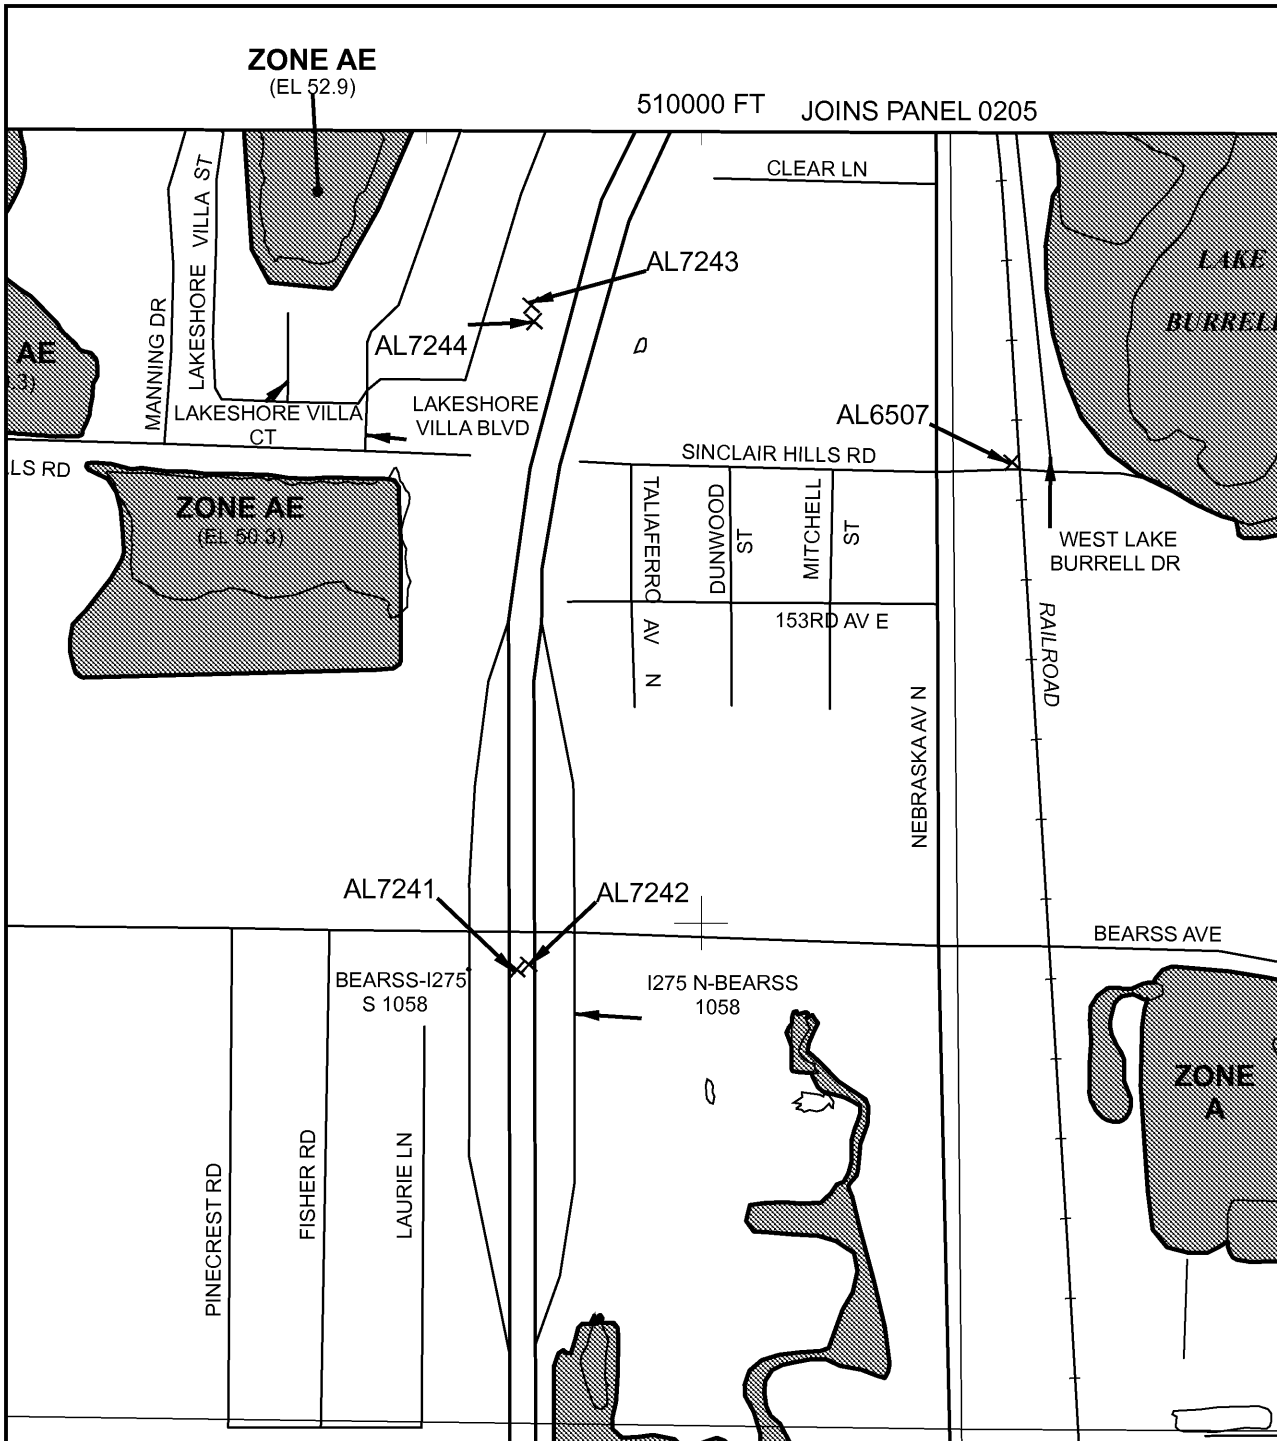 ZONE AE
(EL 52.9)
510000 FT
JOINS PANEL 0205
CLEAR LN
LAKESHORE VILLA ST
MANNING DR
AL7243
AL7244
LAKE
BURRELL
AE
.3)
LAKESHORE VILLA
CT
LAKESHORE
VILLA BLVD
AL6507
SINCLAIR HILLS RD
LLS RD
ZONE AE
(EL 50.3)
TALIAFERRO AV N
DUNWOOD
ST
MITCHELL
ST
WEST LAKE
BURRELL DR
153RD AV E
RAILROAD
NEBRASKA AV N
AL7241
AL7242
BEARSS AVE
BEARSS-I275
S 1058
I275 N-BEARSS
1058
ZONE
A
PINECREST RD
FISHER RD
LAURIE LN